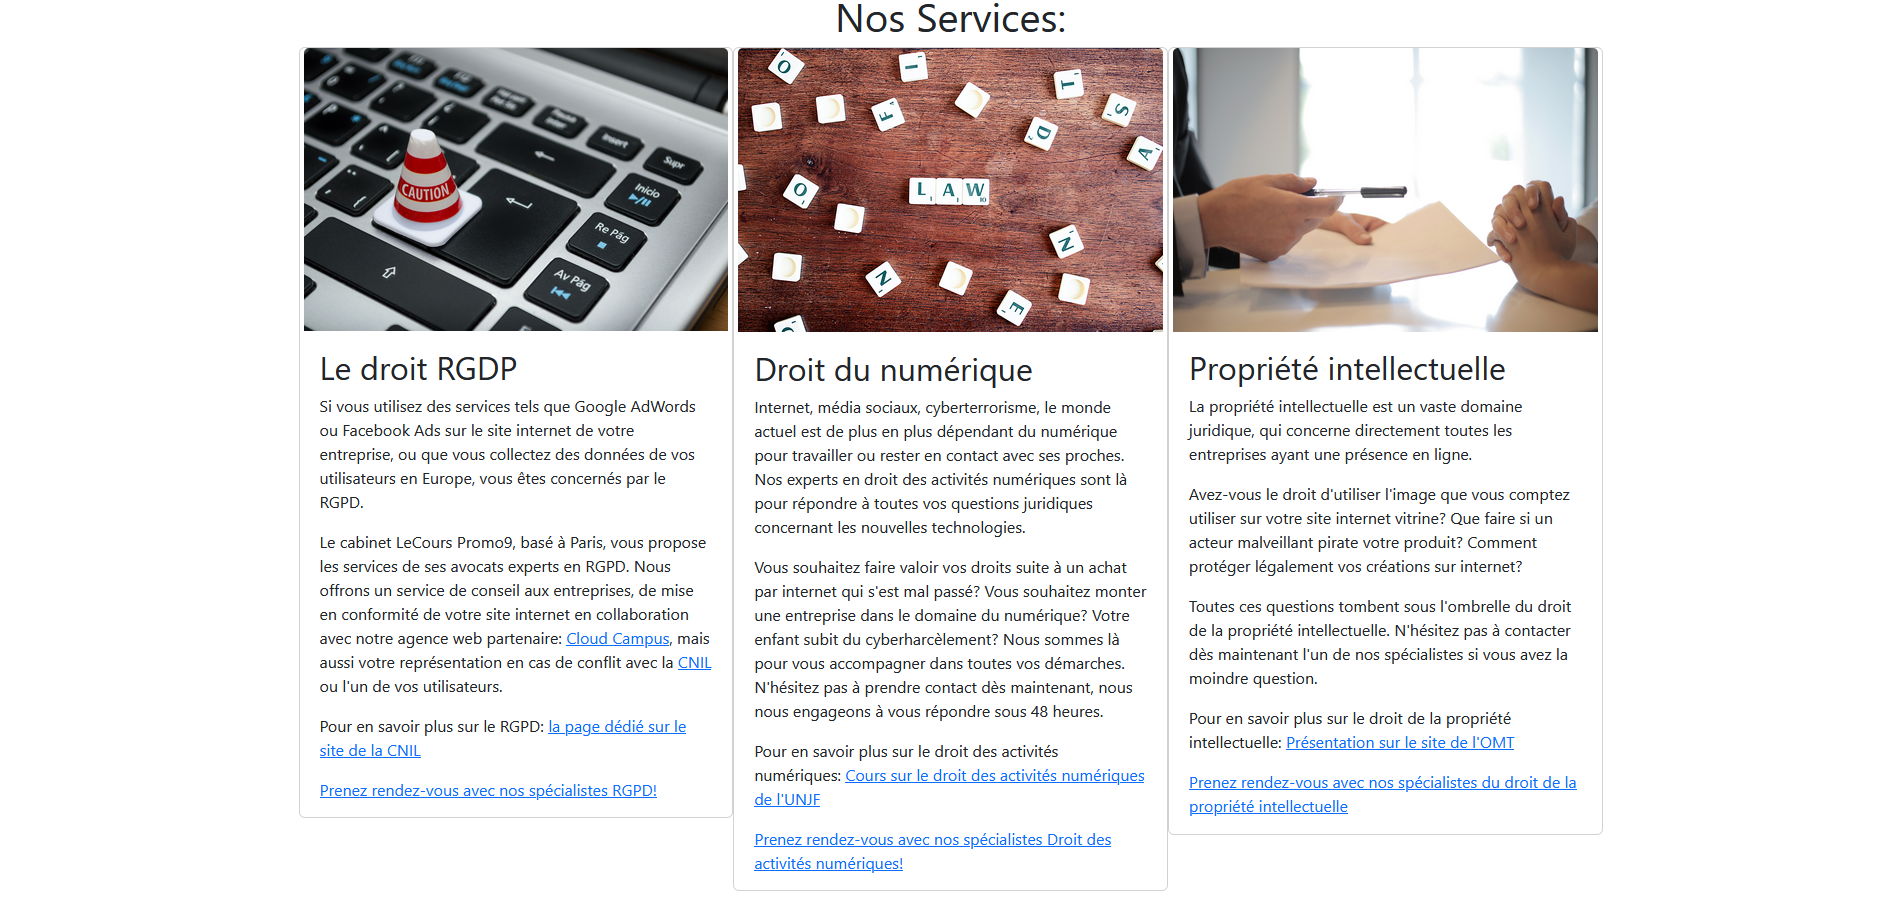 Nos Services:
Insert
Supr
Inicio
Re Pág
Av Pág
CAUTION
O
I
T
F
S
D
A
O
L A W
N
N
E
Le droit RGDP
Si vous utilisez des services tels que Google AdWords
ou Facebook Ads sur le site internet de votre
entreprise, ou que vous collectez des données de vos
utilisateurs en Europe, vous êtes concernés par le
RGPD.
Le cabinet LeCours Promo9, basé à Paris, vous propose
les services de ses avocats experts en RGPD. Nous
offrons un service de conseil aux entreprises, de mise
en conformité de votre site internet en collaboration
avec notre agence web partenaire: Cloud Campus, mais
aussi votre représentation en cas de conflit avec la CNIL
ou l'un de vos utilisateurs.
Pour en savoir plus sur le RGPD: la page dédié sur le
site de la CNIL
Prenez rendez-vous avec nos spécialistes RGPD!
Droit du numérique
Internet, média sociaux, cyberterrorisme, le monde
actuel est de plus en plus dépendant du numérique
pour travailler ou rester en contact avec ses proches.
Nos experts en droit des activités numériques sont là
pour répondre à toutes vos questions juridiques
concernant les nouvelles technologies.
Vous souhaitez faire valoir vos droits suite à un achat
par internet qui s'est mal passé? Vous souhaitez monter
une entreprise dans le domaine du numérique? Votre
enfant subit du cyberharcèlement? Nous sommes là
pour vous accompagner dans toutes vos démarches.
N'hésitez pas à prendre contact dès maintenant, nous
nous engageons à vous répondre sous 48 heures.
Pour en savoir plus sur le droit des activités
numériques: Cours sur le droit des activités numériques
de l'UNJF
Prenez rendez-vous avec nos spécialistes Droit des
activités numériques!
Propriété intellectuelle
La propriété intellectuelle est un vaste domaine
juridique, qui concerne directement toutes les
entreprises ayant une présence en ligne.
Avez-vous le droit d'utiliser l'image que vous comptez
utiliser sur votre site internet vitrine? Que faire si un
acteur malveillant pirate votre produit? Comment
protéger légalement vos créations sur internet?
Toutes ces questions tombent sous l'ombrelle du droit
de la propriété intellectuelle. N'hésitez pas à contacter
dès maintenant l'un de nos spécialistes si vous avez la
moindre question.
Pour en savoir plus sur le droit de la propriété
intellectuelle: Présentation sur le site de l'OMT
Prenez rendez-vous avec nos spécialistes du droit de la
propriété intellectuelle